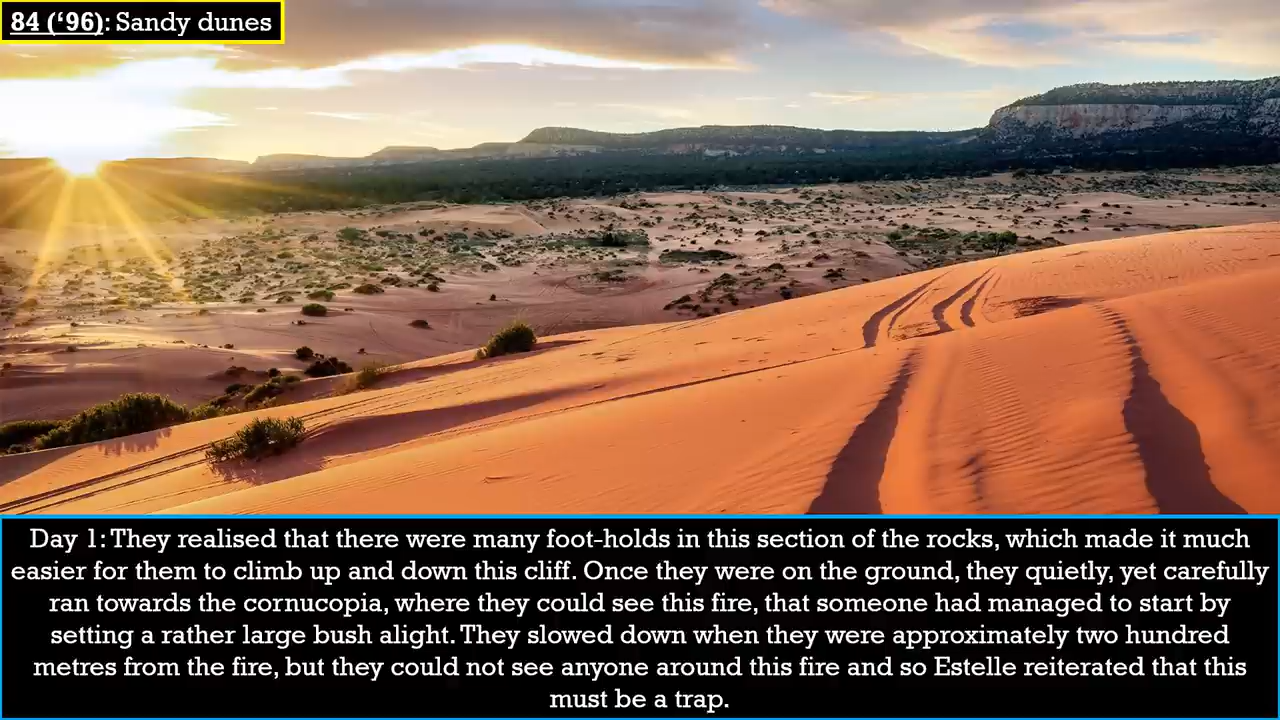 84 (‘96): Sandy dunes
Day 1: They realised that there were many foot-holds in this section of the rocks, which made it much
easier for them to climb up and down this cliff. Once they were on the ground, they quietly, yet carefully
ran towards the cornucopia, where they could see this fire, that someone had managed to start by
setting a rather large bush alight. They slowed down when they were approximately two hundred
metres from the fire, but they could not see anyone around this fire and so Estelle reiterated that this
must be a trap.